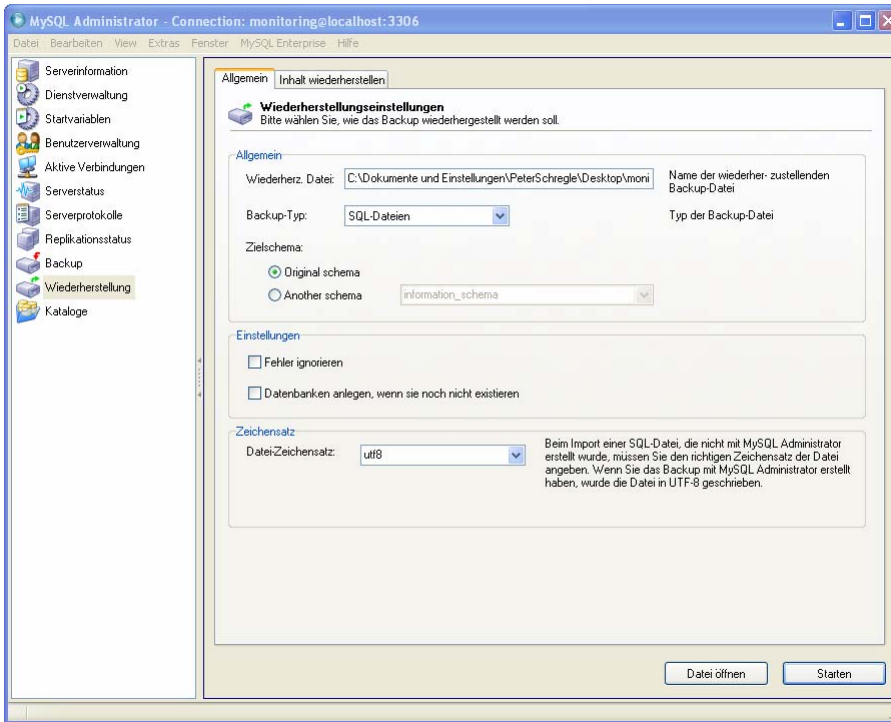 MySQL Administrator - Connection: monitoring@localhost:3306
Datei Bearbeiten View Extras Fenster MySQL Enterprise Hilfe
Serverinformation
Dienstverwaltung
Startvariablen
Benutzerverwaltung
Aktive Verbindungen
Serverstatus
Serverprotokolle
Replikationsstatus
Backup
Wiederherstellung
Kataloge
Allgemein
Inhalt wiederherstellen
Wiederherstellungseinstellungen
Bitte wählen Sie, wie das Backup wiederhergestellt werden soll.
Allgemein
Wiederherz. Datei:
C:\Dokumente und Einstellungen\PeterSchregle\Desktop\moni
Name der wiederher- zustellenden
Backup-Datei
Backup-Typ:
SQL-Dateien
Typ der Backup-Datei
Zielschema:
Original schema
Another schema
information_schema
Einstellungen
Fehler ignorieren
Datenbanken anlegen, wenn sie noch nicht existieren
Zeichensatz
Datei-Zeichensatz:
utf8
Beim Import einer SQL-Datei, die nicht mit MySQL Administrator
erstellt wurde, müssen Sie den richtigen Zeichensatz der Datei
angeben. Wenn Sie das Backup mit MySQL Administrator erstellt
haben, wurde die Datei in UTF-8 geschrieben.
Datei öffnen
Starten